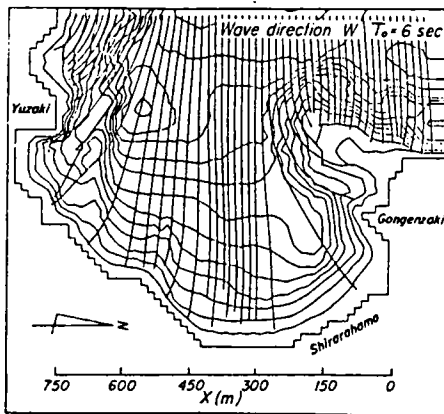 Wave direction W T₀= 6 sec
Yuzaki
Gongenzaki
Shirarahama
N
750 600 450 300 150 0
X(m)